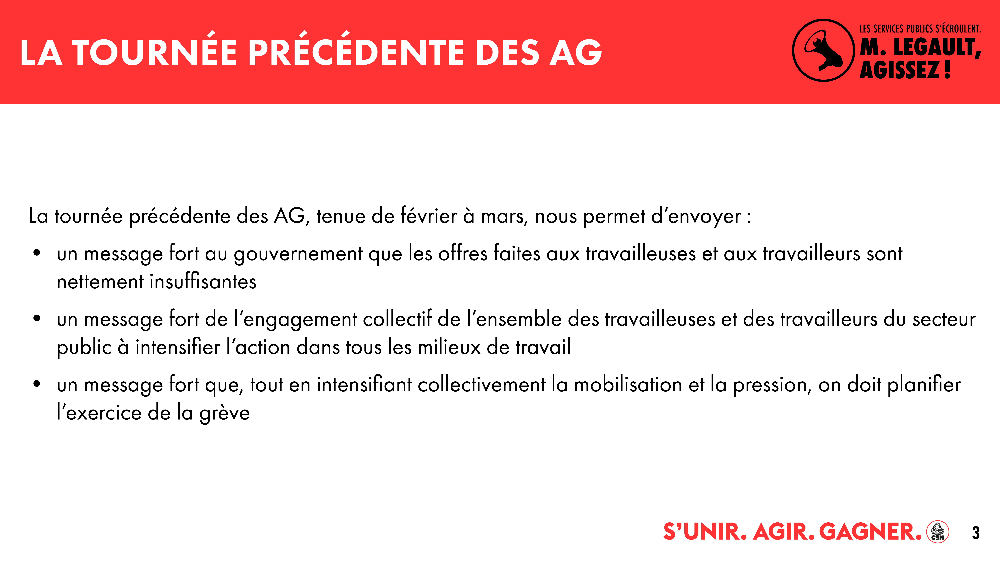 LA TOURNÉE PRÉCÉDENTE DES AG
LES SERVICES PUBLICS S’ÉCROULENT.
M. LEGAULT,
AGISSEZ !
La tournée précédente des AG, tenue de février à mars, nous permet d’envoyer :
• un message fort au gouvernement que les offres faites aux travailleuses et aux travailleurs sont
nettement insuffisantes
• un message fort de l’engagement collectif de l’ensemble des travailleuses et des travailleurs du secteur
public à intensifier l’action dans tous les milieux de travail
• un message fort que, tout en intensifiant collectivement la mobilisation et la pression, on doit planifier
l’exercice de la grève
S’UNIR. AGIR. GAGNER.
CSN
3